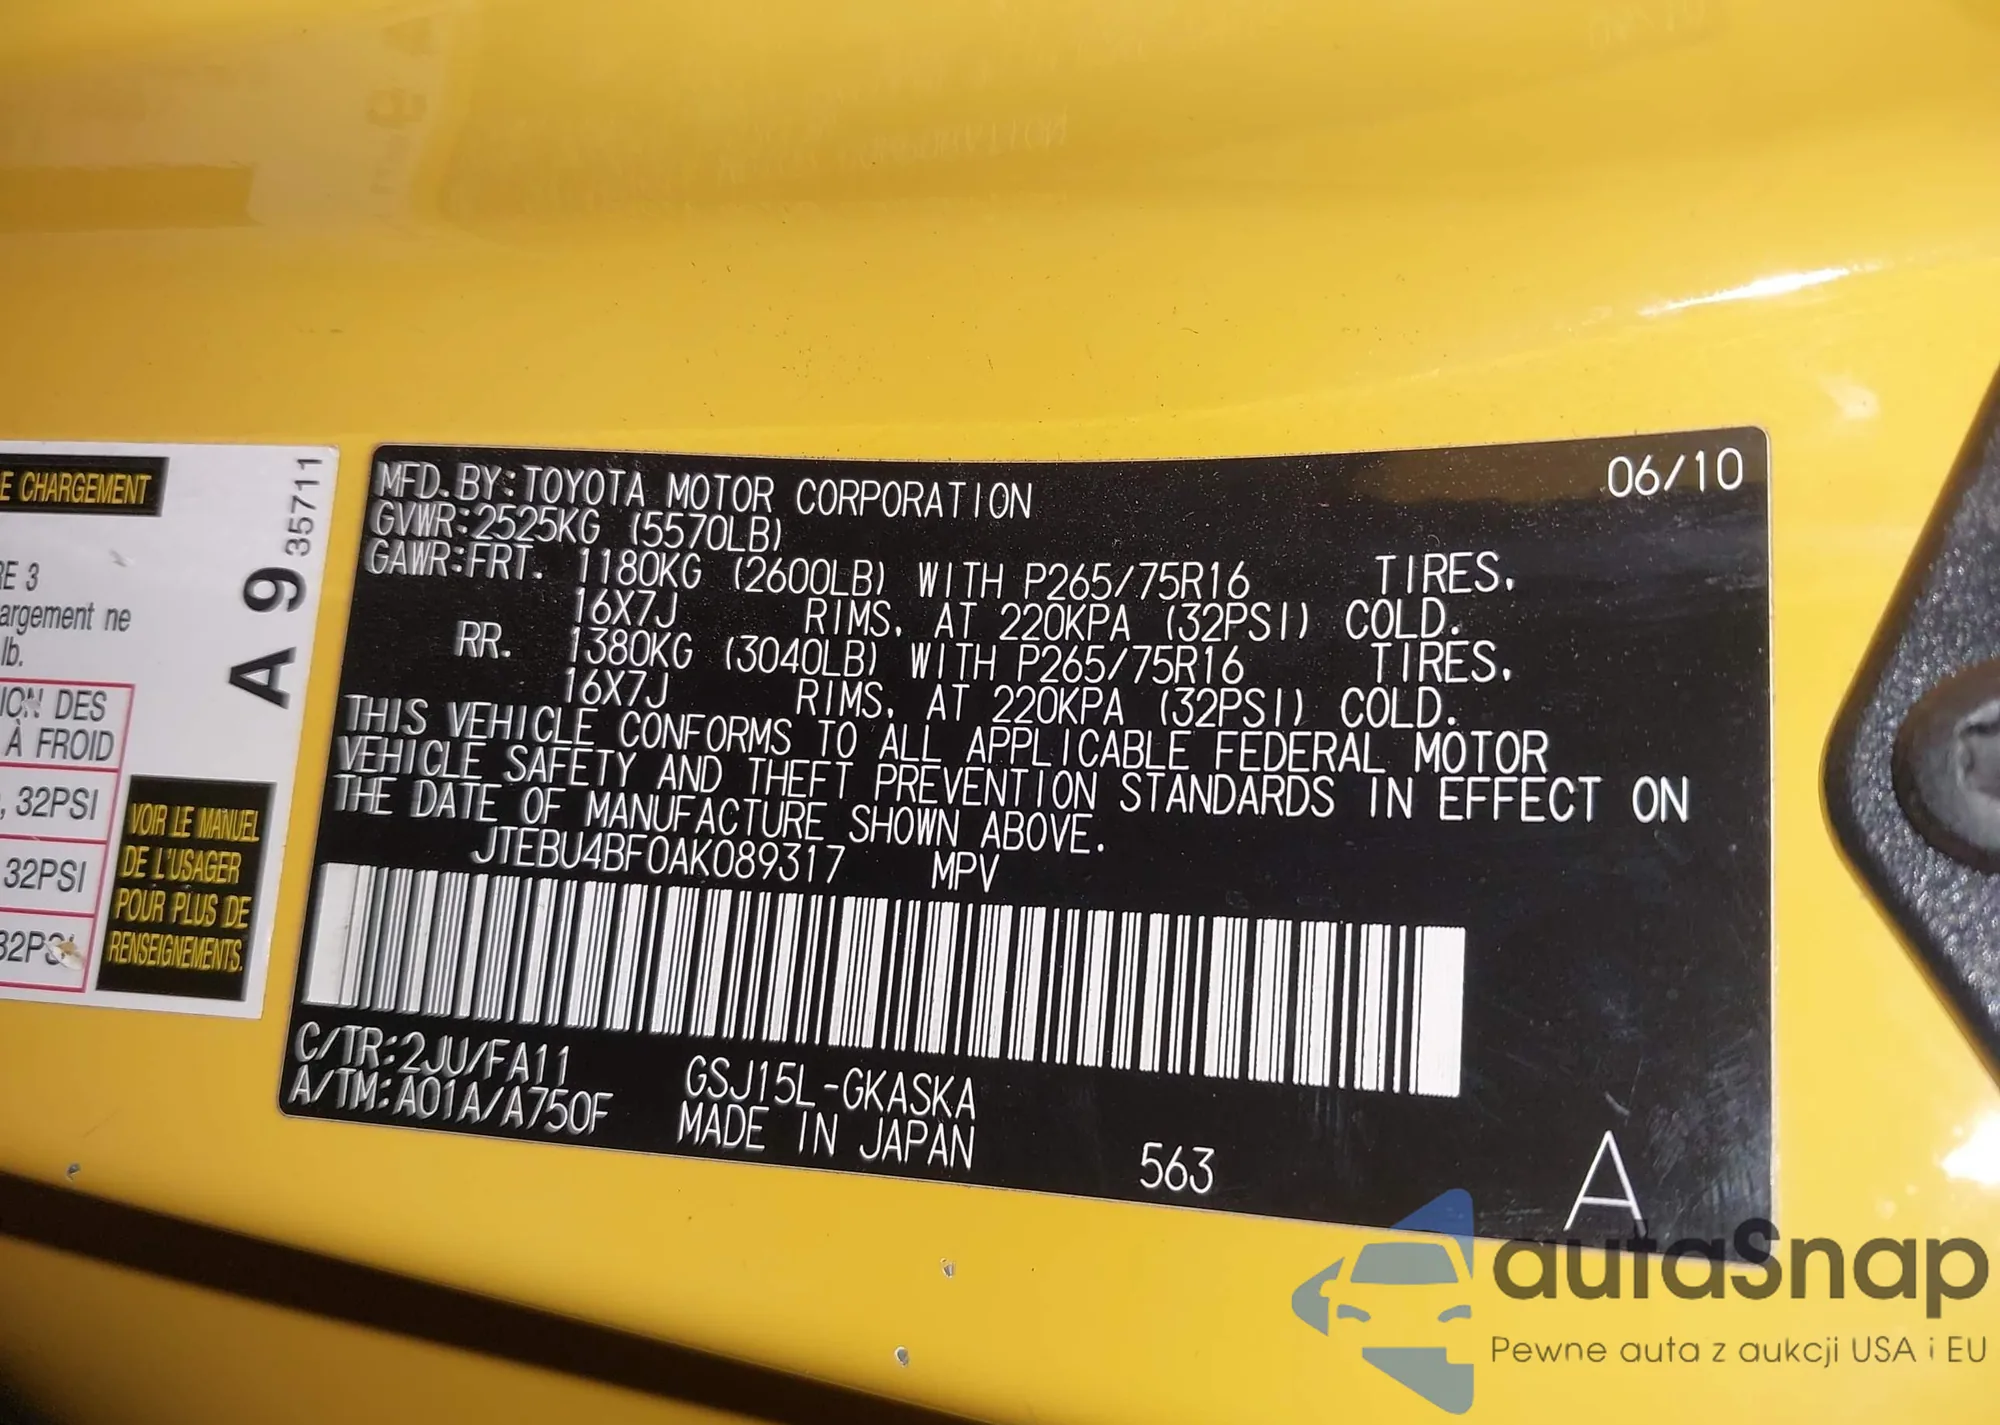 E CHARGEMENT
RE 3
argement ne
lb.
ION DES
À FROID
, 32PSI
32PSI
32PSI
VOIR LE MANUEL
DE L'USAGER
POUR PLUS DE
RENSEIGNEMENTS.
A 9 35711
MFD.BY:TOYOTA MOTOR CORPORATION 06/10
GVWR:2525KG (5570LB)
GAWR:FRT. 1180KG (2600LB) WITH P265/75R16 TIRES,
16X7J RIMS, AT 220KPA (32PSI) COLD.
RR. 1380KG (3040LB) WITH P265/75R16 TIRES,
16X7J RIMS, AT 220KPA (32PSI) COLD.
THIS VEHICLE CONFORMS TO ALL APPLICABLE FEDERAL MOTOR
VEHICLE SAFETY AND THEFT PREVENTION STANDARDS IN EFFECT ON
THE DATE OF MANUFACTURE SHOWN ABOVE.
JTEBU4BF0AK089317 MPV
C/TR:2JU/FA11
A/TM:A01A/A750F
GSJ15L-GKASKA
MADE IN JAPAN
563
A
autaSnap
Pewne auta z aukcji USA i EU